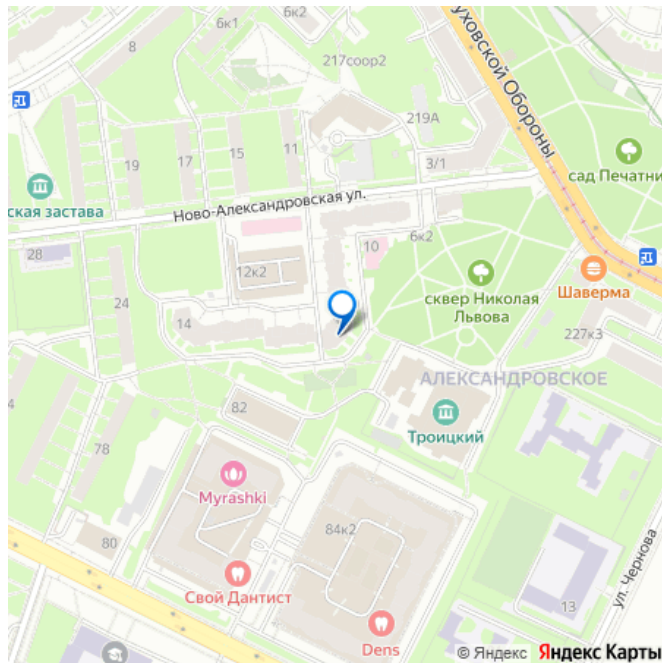 6к1
6к2
8
217соор2
уховской Обороны
219А
19
17
15
11
3/1
сад Печатни
ская застава
Ново-Александровская ул.
28
12к2
10
6к2
сквер Николая
Львова
Шаверма
24
14
227к3
АЛЕКСАНДРОВСКОЕ
82
Троицкий
4
78
Myrashki
84к2
80
ул. Чернова
Свой Дантист
13
Dens
© Яндекс
Яндекс Карты